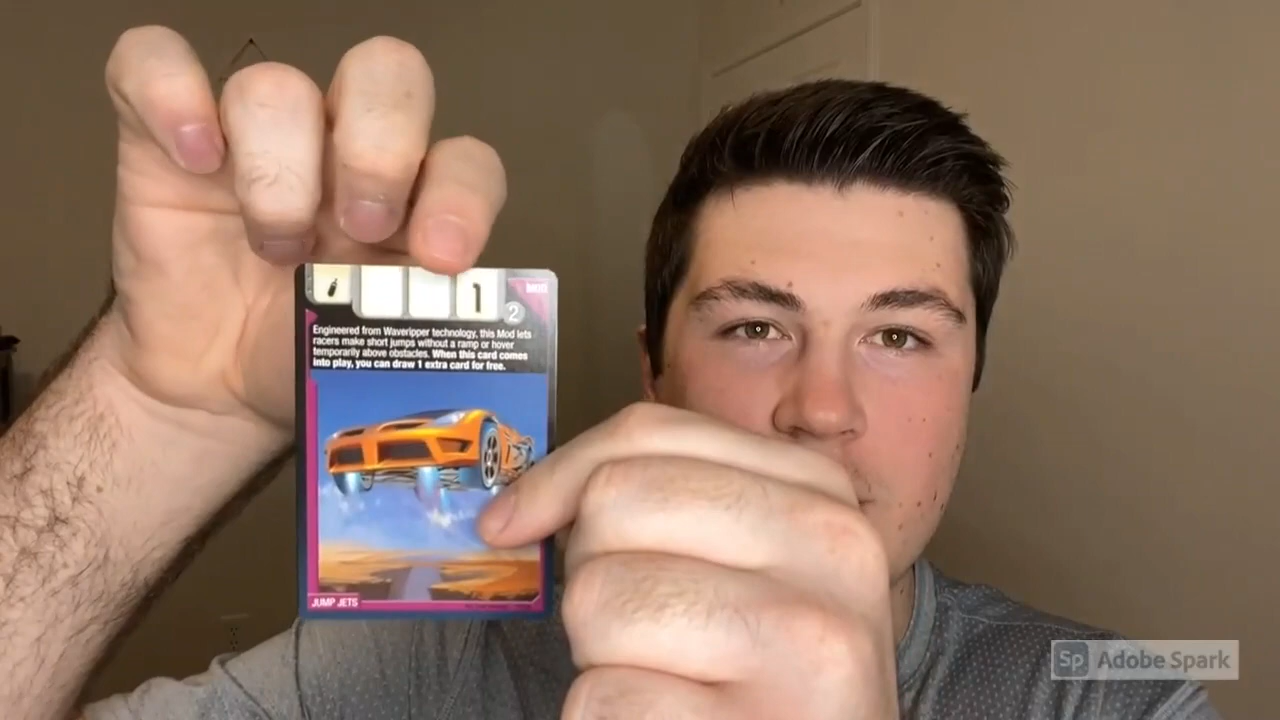 1
MOD
2
Engineered from Waveripper technology, this Mod lets
racers make short jumps without a ramp or hover
temporarily above obstacles. When this card comes
into play, you can draw 1 extra card for free.
JUMP JETS
Sp Adobe Spark